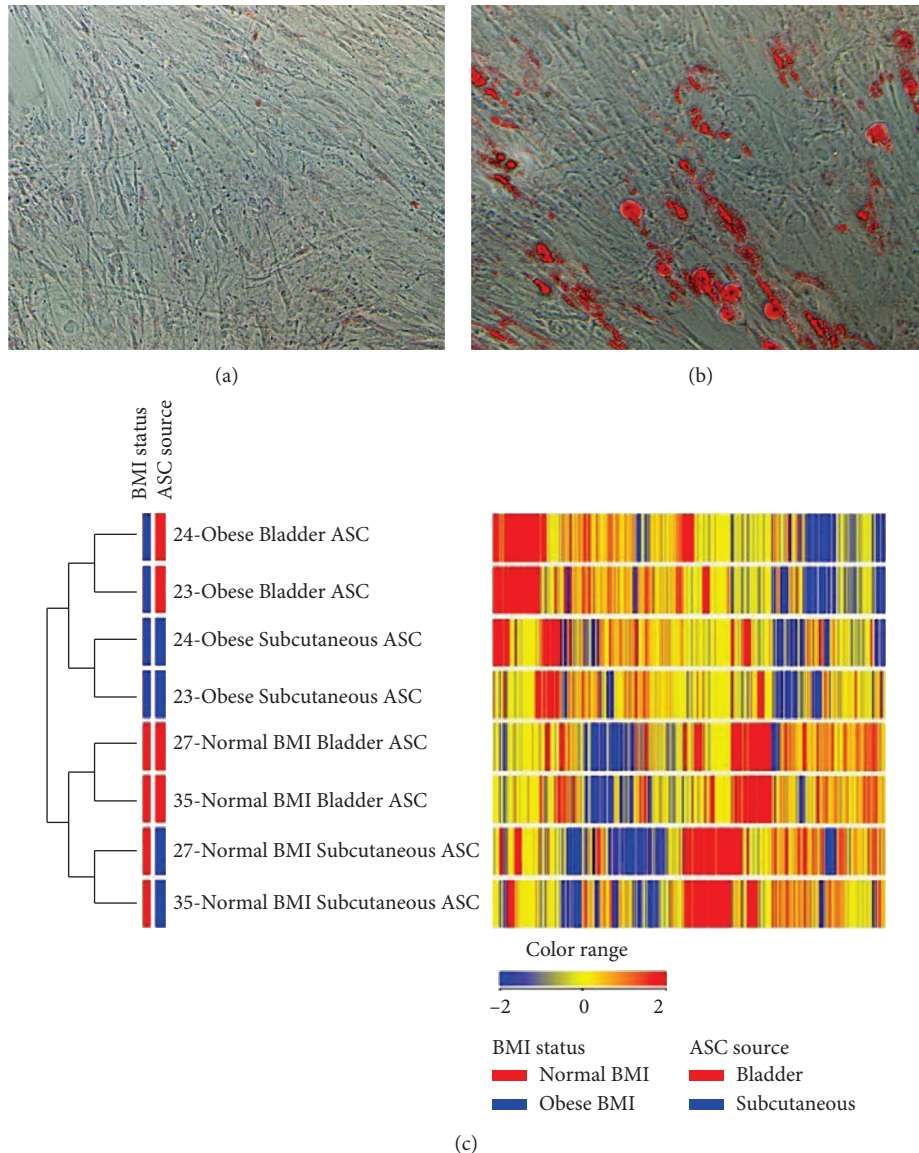 (a)
(b)
BMI status
ASC source
24-Obese Bladder ASC
23-Obese Bladder ASC
24-Obese Subcutaneous ASC
23-Obese Subcutaneous ASC
27-Normal BMI Bladder ASC
35-Normal BMI Bladder ASC
27-Normal BMI Subcutaneous ASC
35-Normal BMI Subcutaneous ASC
Color range
−2 0 2
BMI status
Normal BMI
Obese BMI
ASC source
Bladder
Subcutaneous
(c)